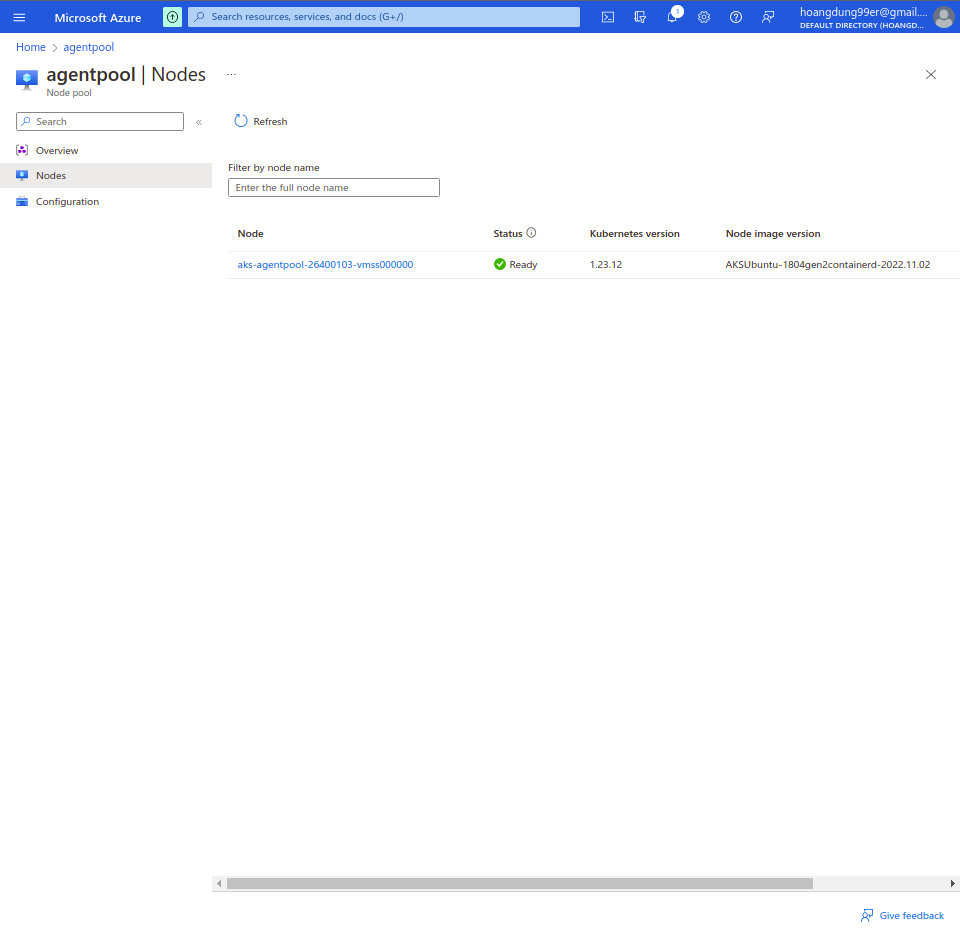 Microsoft Azure
Search resources, services, and docs (G+/)
1
hoangdung99er@gmail....
DEFAULT DIRECTORY (HOANGD...
Home > agentpool
agentpool | Nodes ...
Node pool
Search
«
Refresh
Overview
Nodes
Configuration
Filter by node name
Enter the full node name
Node Status Kubernetes version Node image version
aks-agentpool-26400103-vmss000000 Ready 1.23.12 AKSUbuntu-1804gen2containerd-2022.11.02
Give feedback